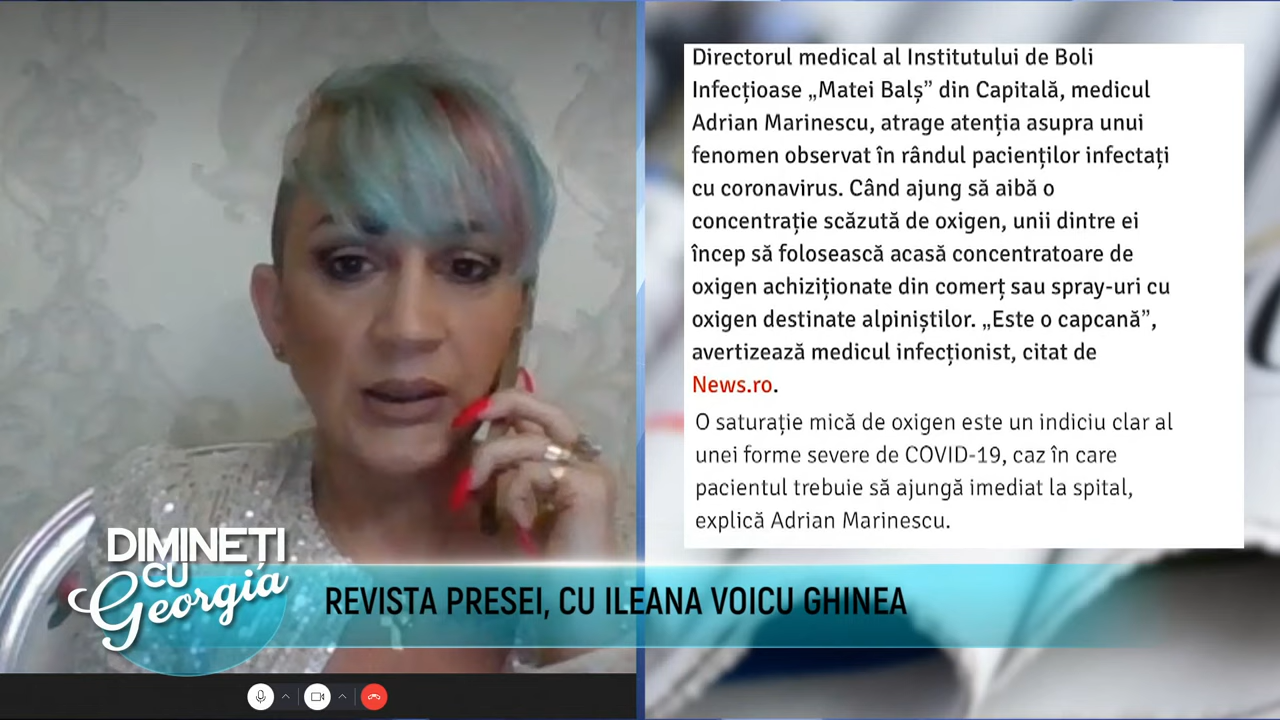 Directorul medical al Institutului de Boli
Infecțioase „Matei Balș” din Capitală, medicul
Adrian Marinescu, atrage atenția asupra unui
fenomen observat în rândul pacienților infectați
cu coronavirus. Când ajung să aibă o
concentrație scăzută de oxigen, unii dintre ei
încep să folosească acasă concentratoare de
oxigen achiziționate din comerț sau spray-uri cu
oxigen destinate alpiniștilor. „Este o capcană”,
avertizează medicul infecționist, citat de
News.ro.
O saturație mică de oxigen este un indiciu clar al
unei forme severe de COVID-19, caz în care
pacientul trebuie să ajungă imediat la spital,
explică Adrian Marinescu.
DIMINEȚI
CU
Georgia
REVISTA PRESEI, CU ILEANA VOICU GHINEA